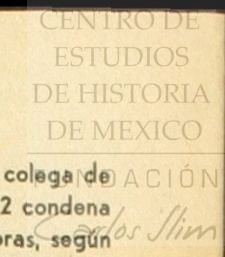 CENTRO DE
ESTUDIOS
DE HISTORIA
DE MEXICO
FUNDACIÓN
Carlos Slim
colega de
2 condena
oras, según